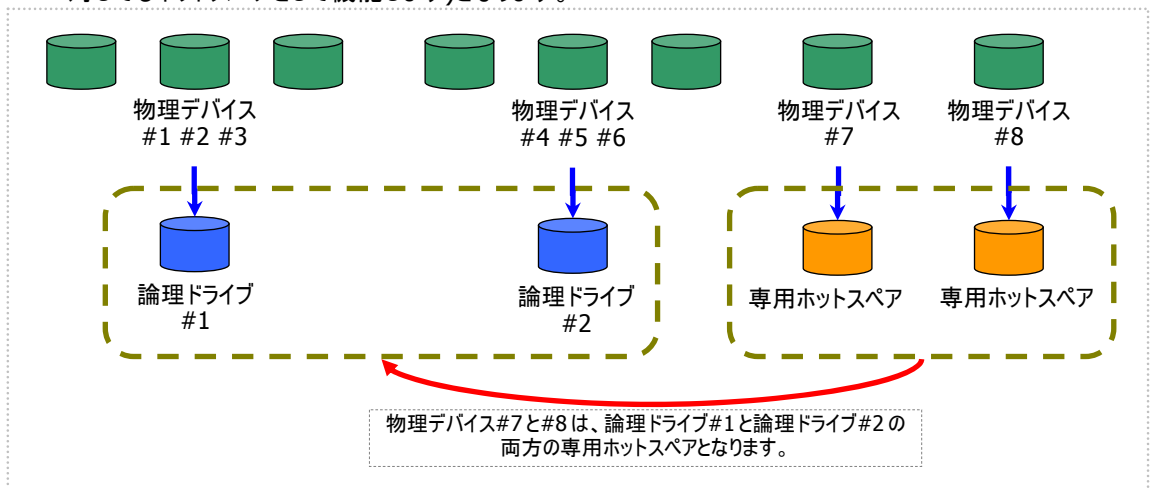 物理デバイス
#1 #2 #3
物理デバイス
#4 #5 #6
物理デバイス
#7
物理デバイス
#8
論理ドライブ
#1
論理ドライブ
#2
専用ホットスペア
専用ホットスペア
物理デバイス#7と#8は、論理ドライブ#1と論理ドライブ#2の
両方の専用ホットスペアとなります。